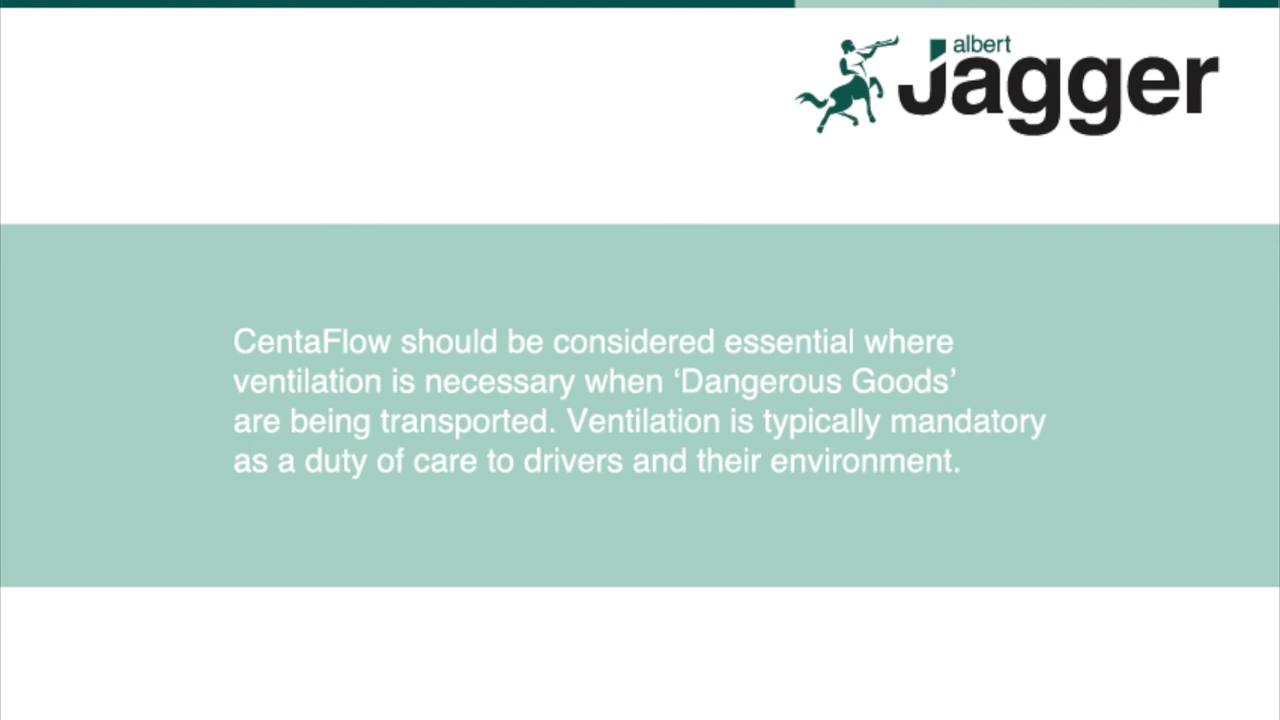 albert
Jagger
CentaFlow should be considered essential where
ventilation is necessary when ‘Dangerous Goods’
are being transported. Ventilation is typically mandatory
as a duty of care to drivers and their environment.